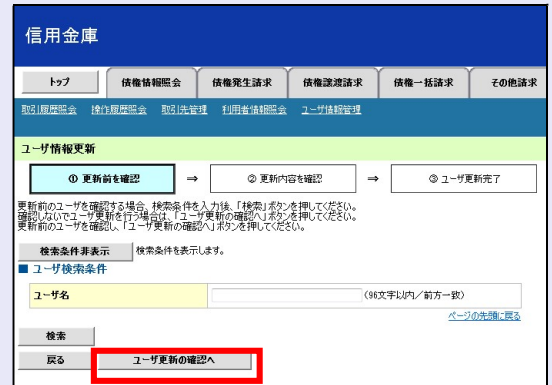 信用金庫
トップ 債権情報照会 債権発生請求 債権譲渡請求 債権一括請求 その他請求
取引履歴照会 操作履歴照会 取引先管理 利用者情報照会 ユーザ情報管理
ユーザ情報更新
① 更新前を確認 ⇒ ② 更新内容を確認 ⇒ ③ ユーザ更新完了
更新前のユーザを確認する場合、検索条件を入力後、「検索」ボタンを押してください。
確認しないでユーザ更新を行う場合は、「ユーザ更新の確認へ」ボタンを押してください。
更新前のユーザを確認し、「ユーザ更新の確認へ」ボタンを押してください。
検索条件非表示 検索条件を表示します。
■ ユーザ検索条件
ユーザ名 (96文字以内／前方一致)
ページの先頭に戻る
検索
戻る ユーザ更新の確認へ